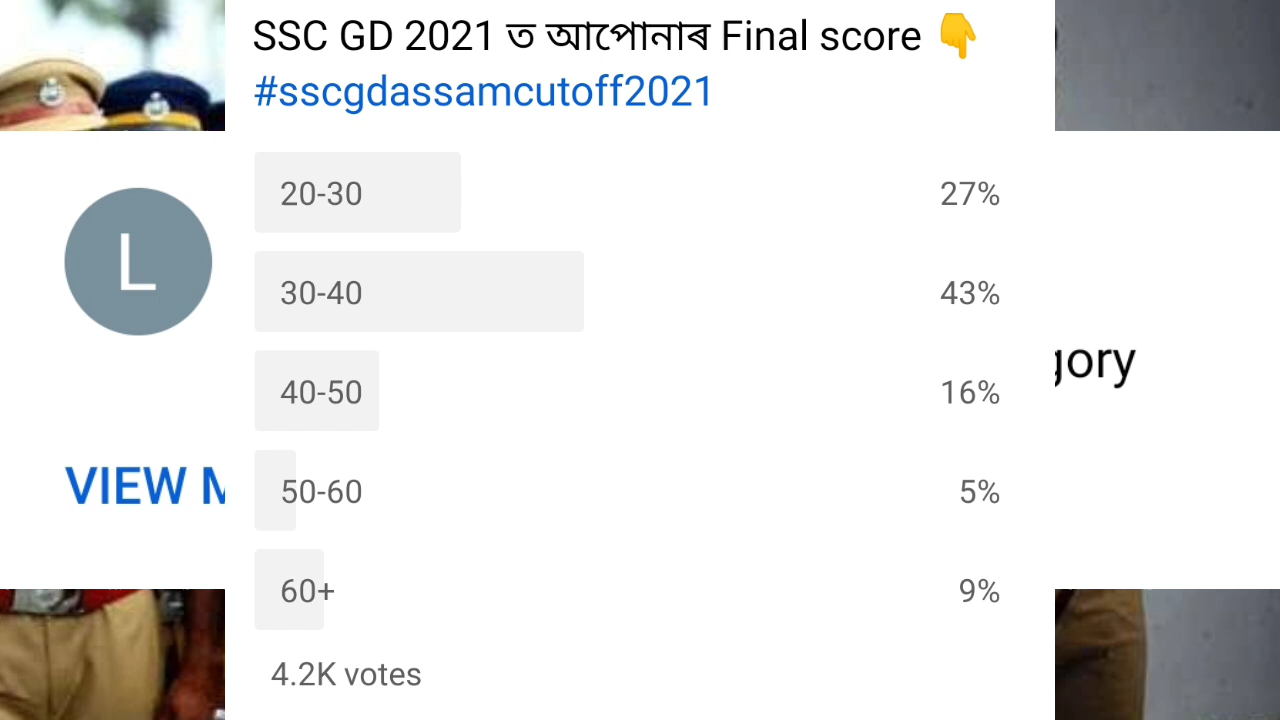 SSC GD 2021 ত আপোনাৰ Final score 👇
#sscgdassamcutoff2021
L
20-30 27%
30-40 43%
40-50 16%
50-60 5%
60+ 9%
VIEW
4.2K votes